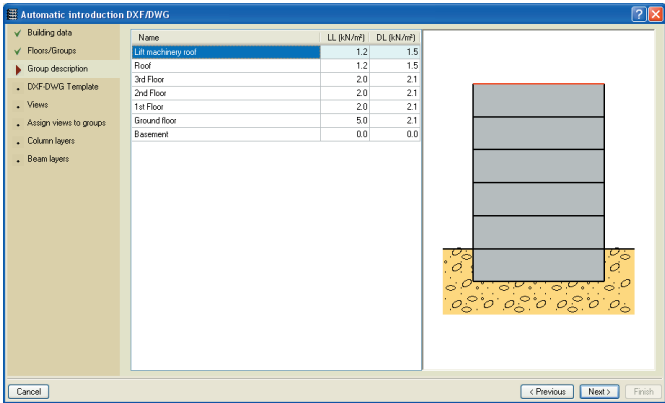 Automatic introduction DXF/DWG
Building data
Floors/Groups
Group description
DXF-DWG Template
Views
Assign views to groups
Column layers
Beam layers
Name LL (kN/m²) DL (kN/m²)
Lift machinery roof 1.2 1.5
Roof 1.2 1.5
3rd Floor 2.0 2.1
2nd Floor 2.0 2.1
1st Floor 2.0 2.1
Ground floor 5.0 2.1
Basement 0.0 0.0
Cancel < Previous Next > Finish